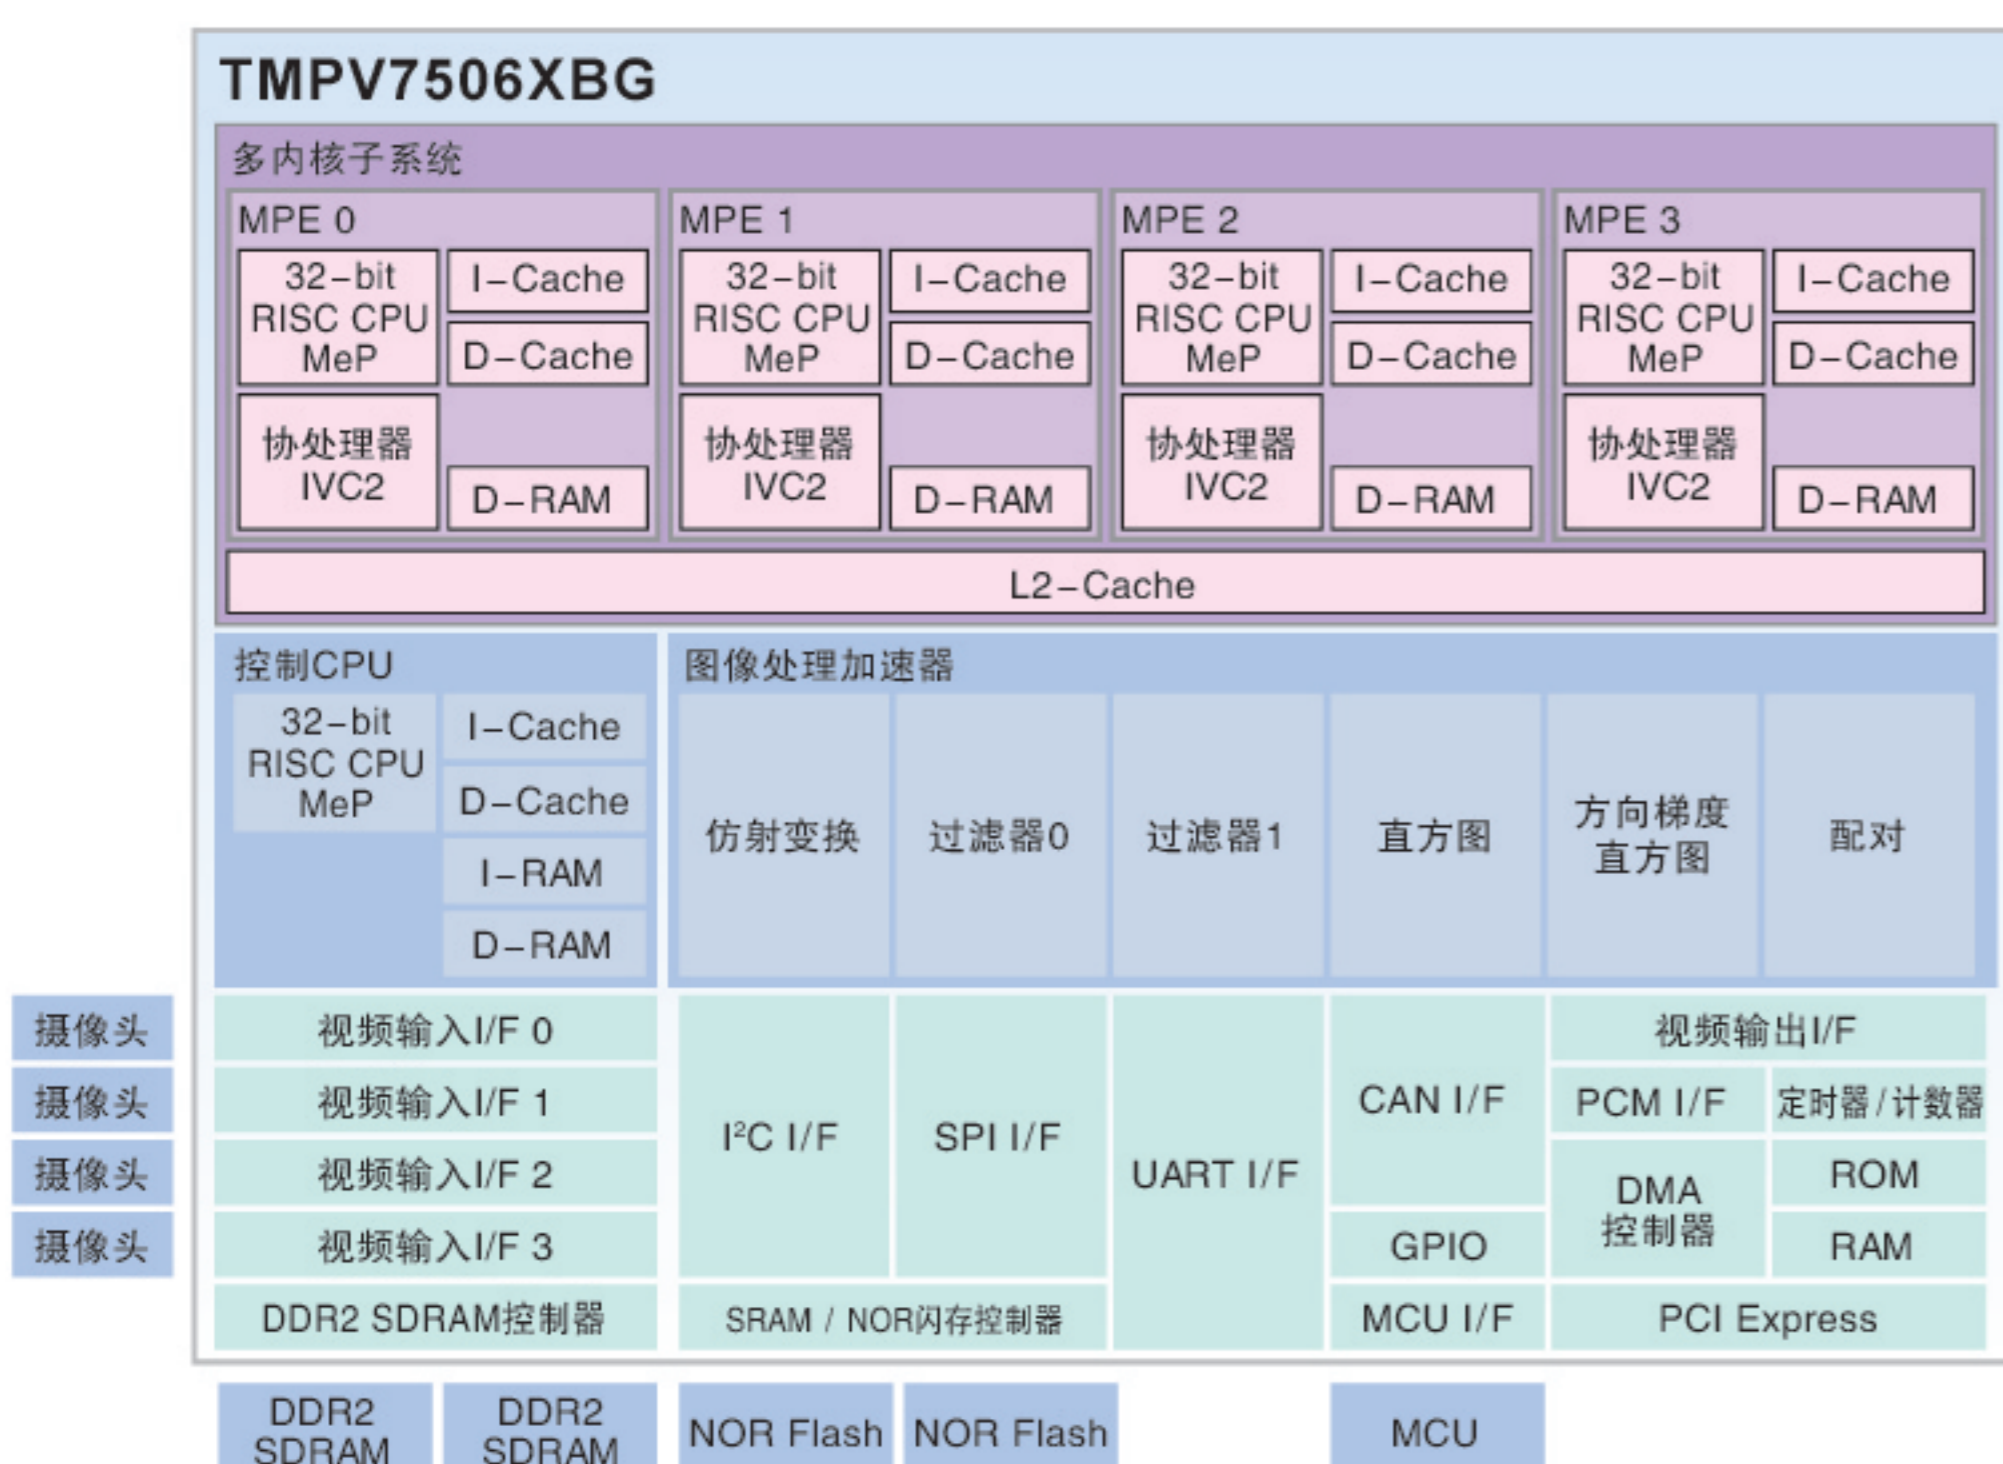 TMPV7506XBG
多内核子系统
MPE 0
32-bit
RISC CPU
MeP
I-Cache
D-Cache
协处理器
IVC2
D-RAM
MPE 1
32-bit
RISC CPU
MeP
I-Cache
D-Cache
协处理器
IVC2
D-RAM
MPE 2
32-bit
RISC CPU
MeP
I-Cache
D-Cache
协处理器
IVC2
D-RAM
MPE 3
32-bit
RISC CPU
MeP
I-Cache
D-Cache
协处理器
IVC2
D-RAM
L2-Cache
控制CPU
32-bit
RISC CPU
MeP
I-Cache
D-Cache
I-RAM
D-RAM
图像处理加速器
仿射变换
过滤器0
过滤器1
直方图
方向梯度
直方图
配对
摄像头
摄像头
摄像头
摄像头
视频输入I/F 0
视频输入I/F 1
视频输入I/F 2
视频输入I/F 3
DDR2 SDRAM控制器
I²C I/F
SPI I/F
SRAM / NOR闪存控制器
UART I/F
CAN I/F
GPIO
MCU I/F
视频输出I/F
PCM I/F
定时器/计数器
DMA
控制器
ROM
RAM
PCI Express
DDR2
SDRAM
DDR2
SDRAM
NOR Flash
NOR Flash
MCU